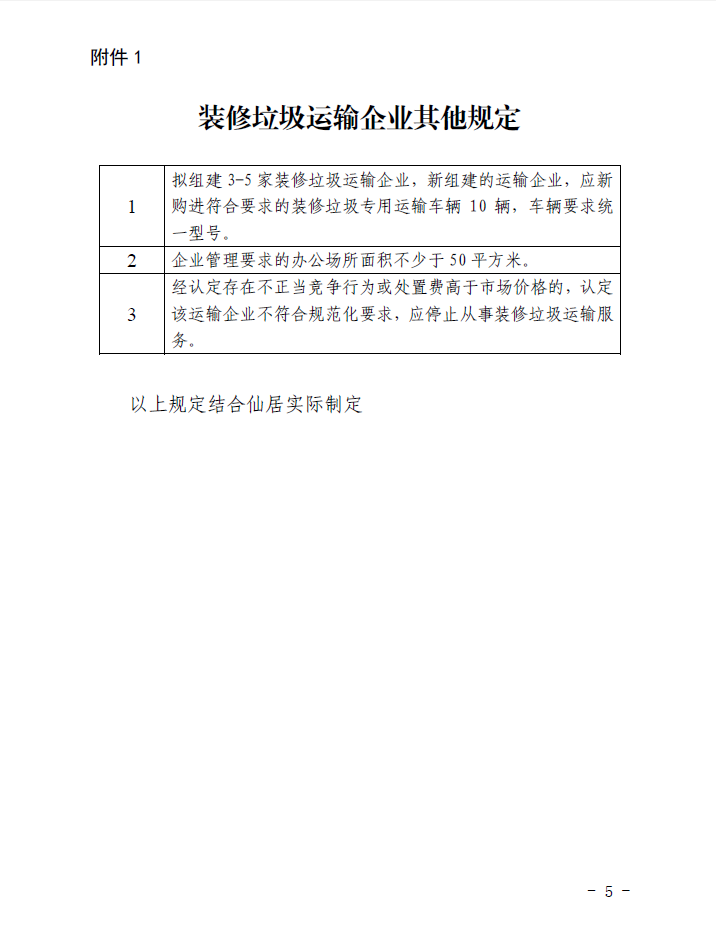 附件 1
装修垃圾运输企业其他规定
1
拟组建 3-5 家装修垃圾运输企业，新组建的运输企业，应新
购进符合要求的装修垃圾专用运输车辆 10 辆，车辆要求统
一型号。
2
企业管理要求的办公场所面积不少于 50 平方米。
3
经认定存在不正当竞争行为或处置费高于市场价格的，认定
该运输企业不符合规范化要求，应停止从事装修垃圾运输服
务。
以上规定结合仙居实际制定
- 5 -